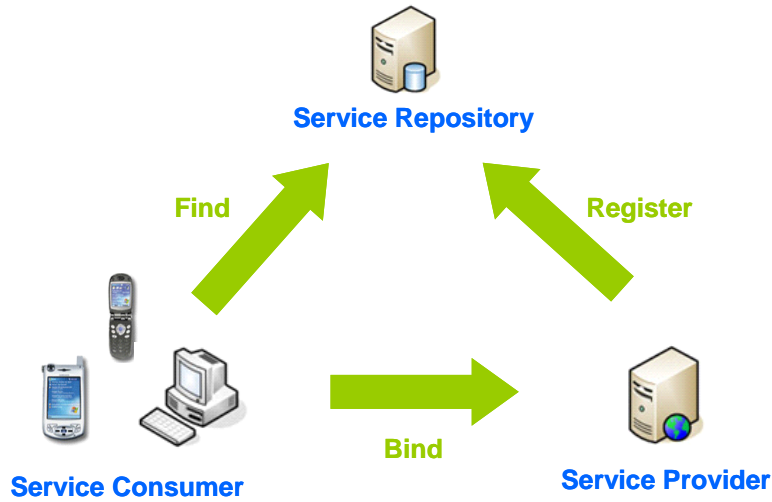 Service Repository
Find
Register
Bind
Service Consumer
Service Provider